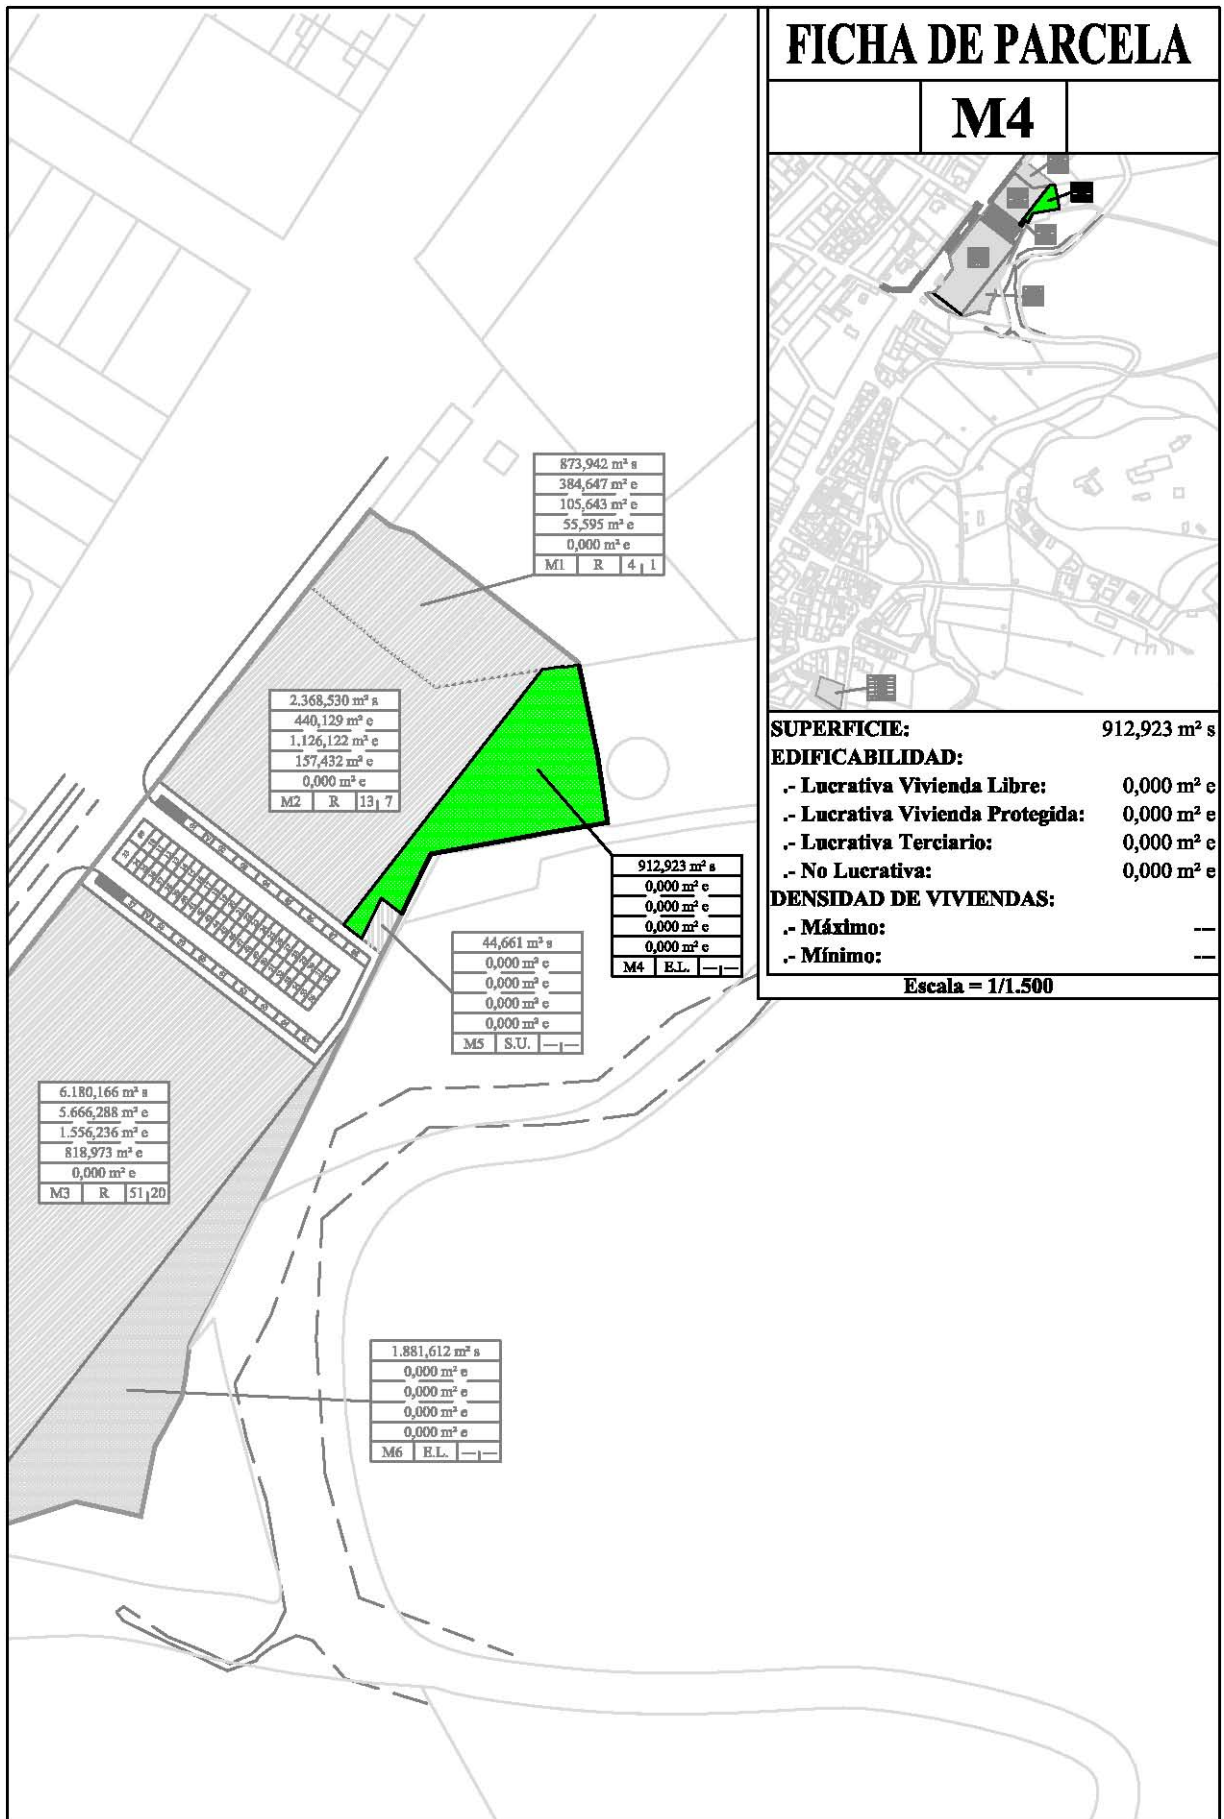 FICHA DE PARCELA
M4
873,942 m² s
384,647 m² e
105,643 m² e
55,595 m² e
0,000 m² e
M1 R 4 1
2.368,530 m² s
440,129 m² e
1.126,122 m² e
157,432 m² e
0,000 m² e
M2 R 13 7
SUPERFICIE: 912,923 m² s
EDIFICABILIDAD:
.- Lucrativa Vivienda Libre: 0,000 m² e
.- Lucrativa Vivienda Protegida: 0,000 m² e
.- Lucrativa Terciario: 0,000 m² e
.- No Lucrativa: 0,000 m² e
DENSIDAD DE VIVIENDAS:
.- Máximo: ---
.- Mínimo: ---
Escala = 1/1.500
912,923 m² s
0,000 m² e
0,000 m² e
0,000 m² e
0,000 m² e
M4 E.L. — —
44,661 m² s
0,000 m² e
0,000 m² e
0,000 m² e
0,000 m² e
M5 S.U. — —
6.180,166 m² s
5.666,288 m² e
1.556,236 m² e
818,973 m² e
0,000 m² e
M3 R 51 20
1.881,612 m² s
0,000 m² e
0,000 m² e
0,000 m² e
0,000 m² e
M6 E.L. — —